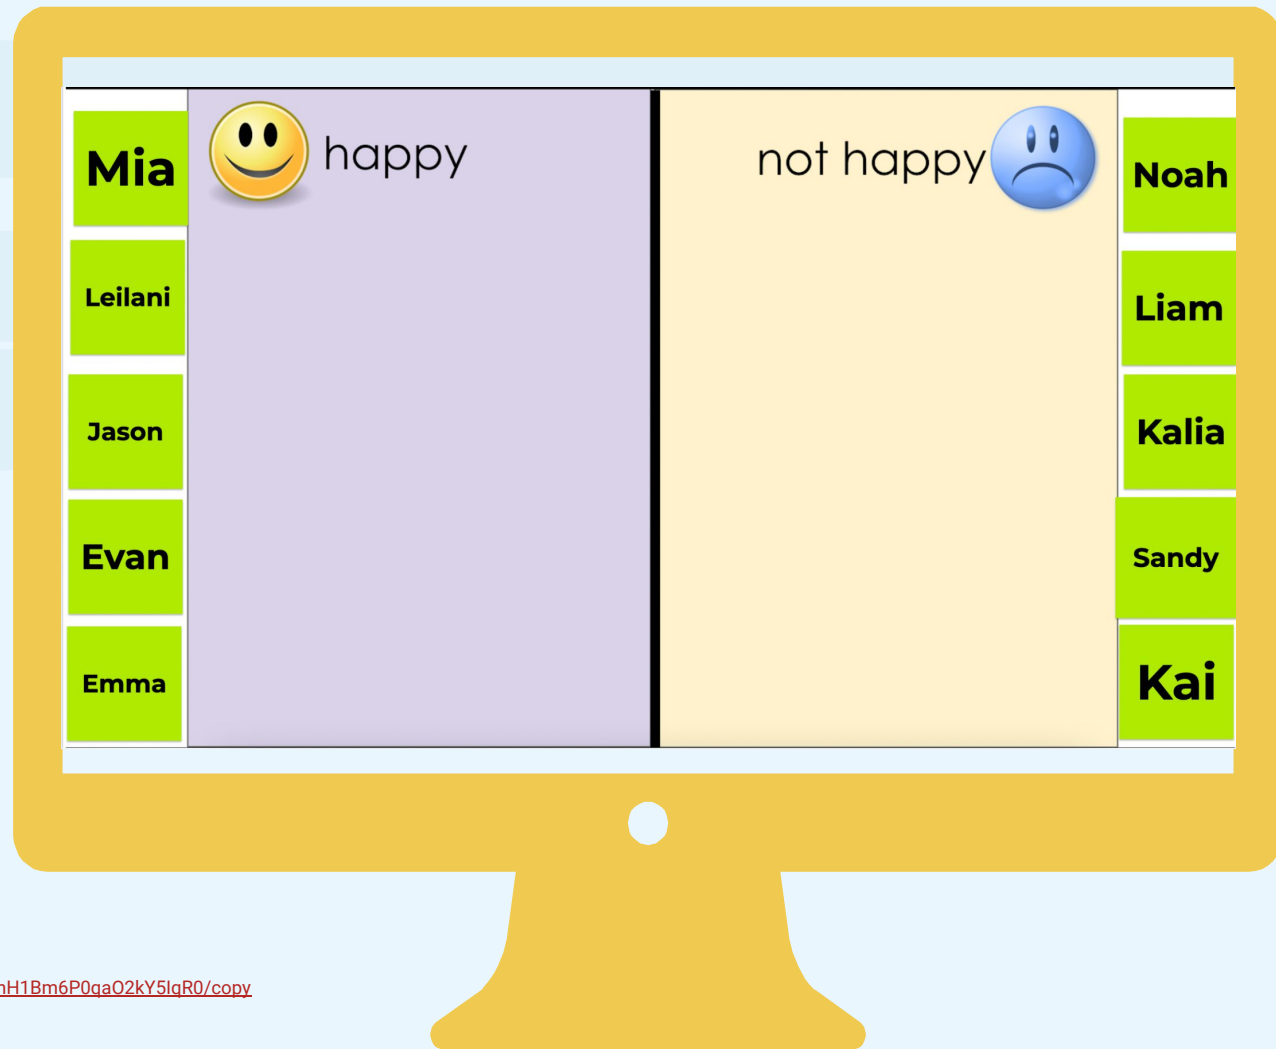 Mia
happy
not happy
Noah
Leilani
Liam
Jason
Kalia
Evan
Sandy
Emma
Kai
nH1Bm6P0qaO2kY5IqR0/copy